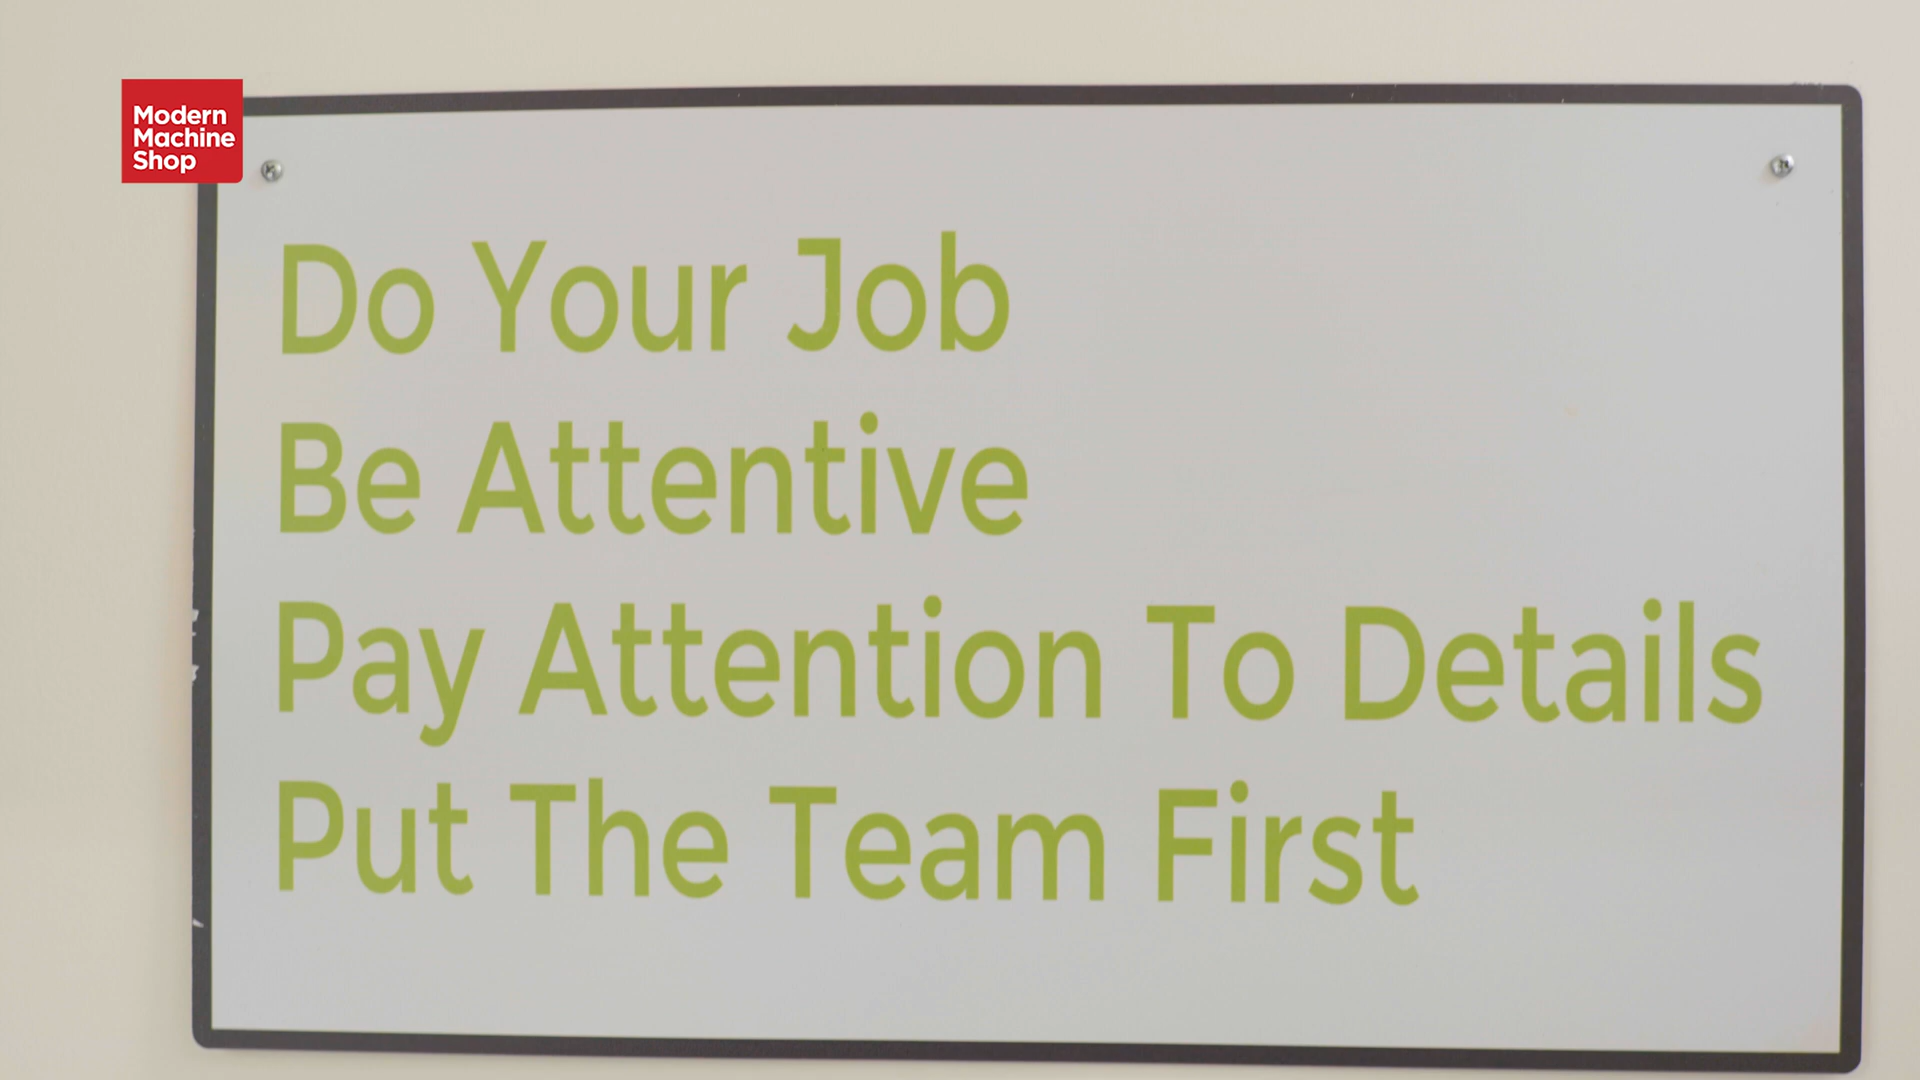 Modern
Machine
Shop
Do Your Job
Be Attentive
Pay Attention To Details
Put The Team First